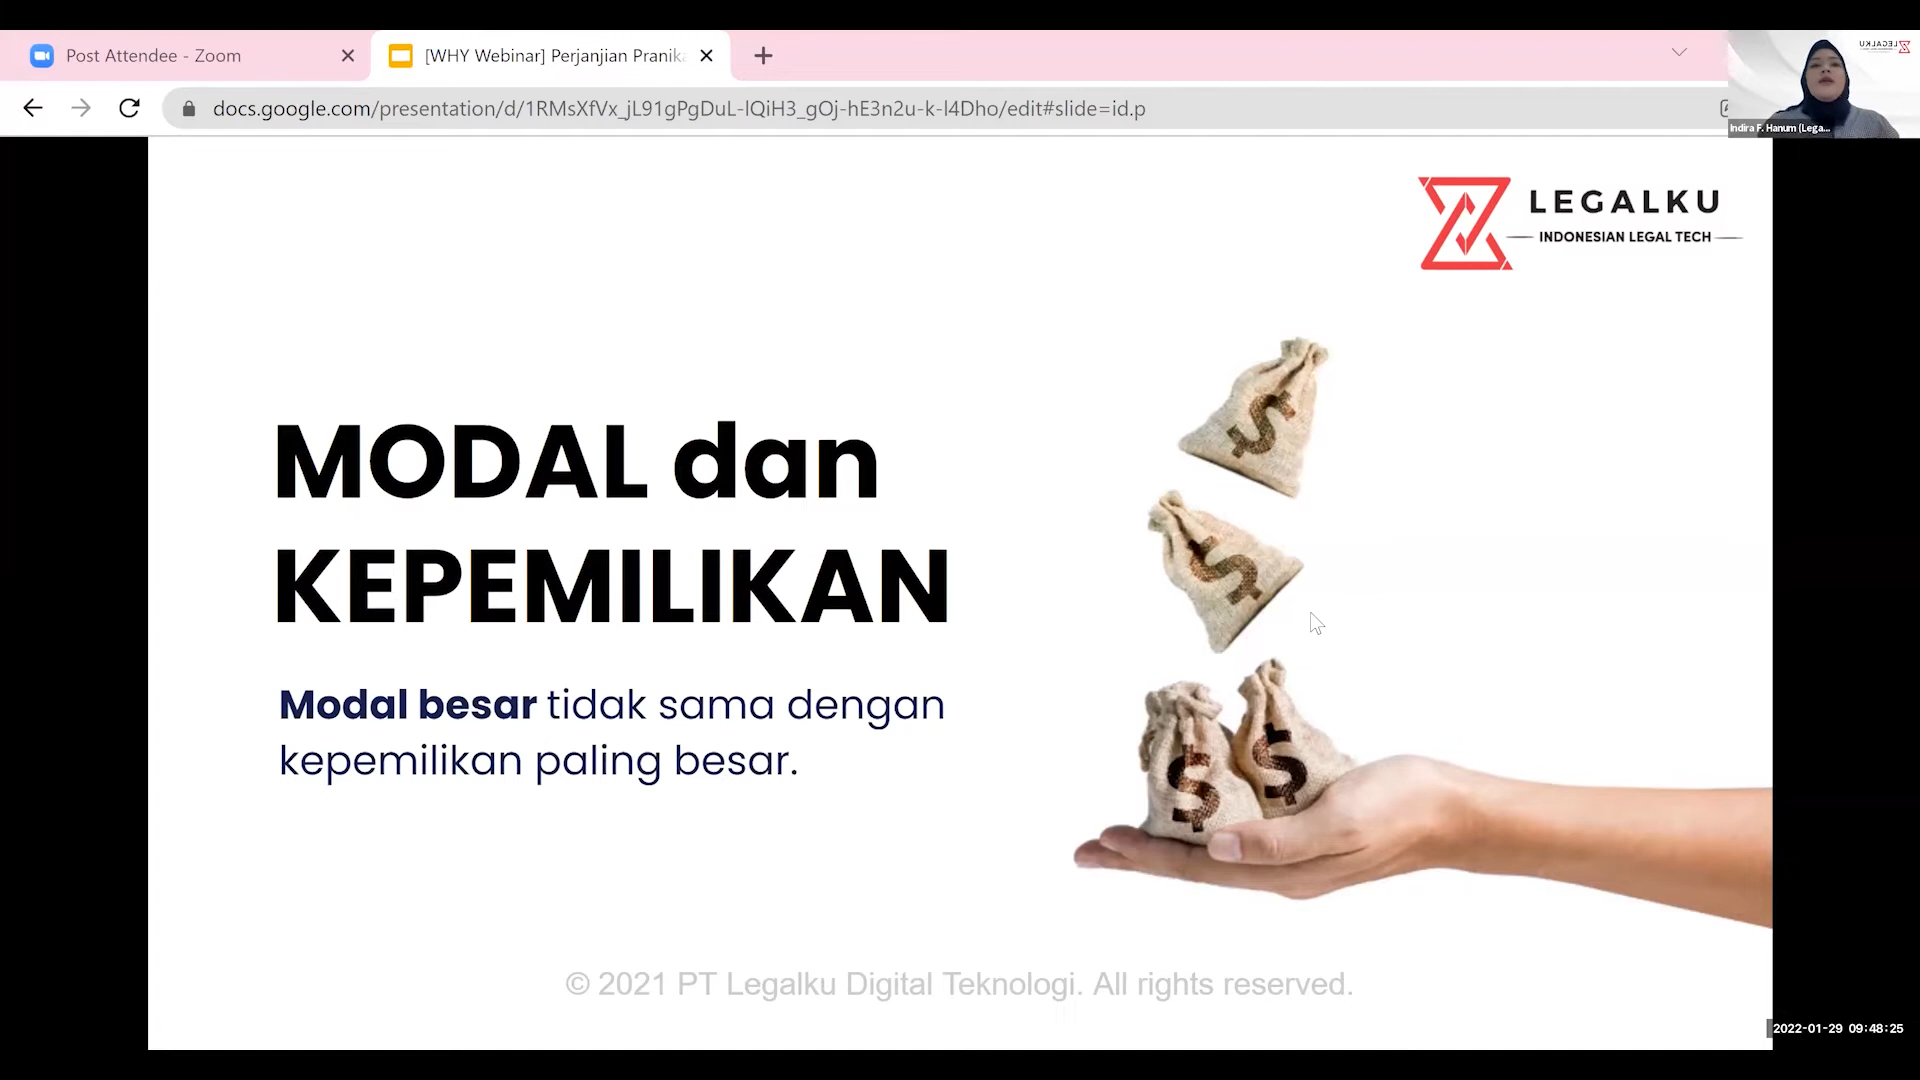 Post Attendee - Zoom
[WHY Webinar] Perjanjian Pranika
docs.google.com/presentation/d/1RMsXfVx_jL91gPgDuL-lQiH3_gOj-hE3n2u-k-l4Dho/edit#slide=id.p
LEGALKU
Indira F. Hanum (Lega...
LEGALKU
INDONESIAN LEGAL TECH
MODAL dan
KEPEMILIKAN
Modal besar tidak sama dengan
kepemilikan paling besar.
$
$
$ $
© 2021 PT Legalku Digital Teknologi. All rights reserved.
2022-01-29 09:48:25